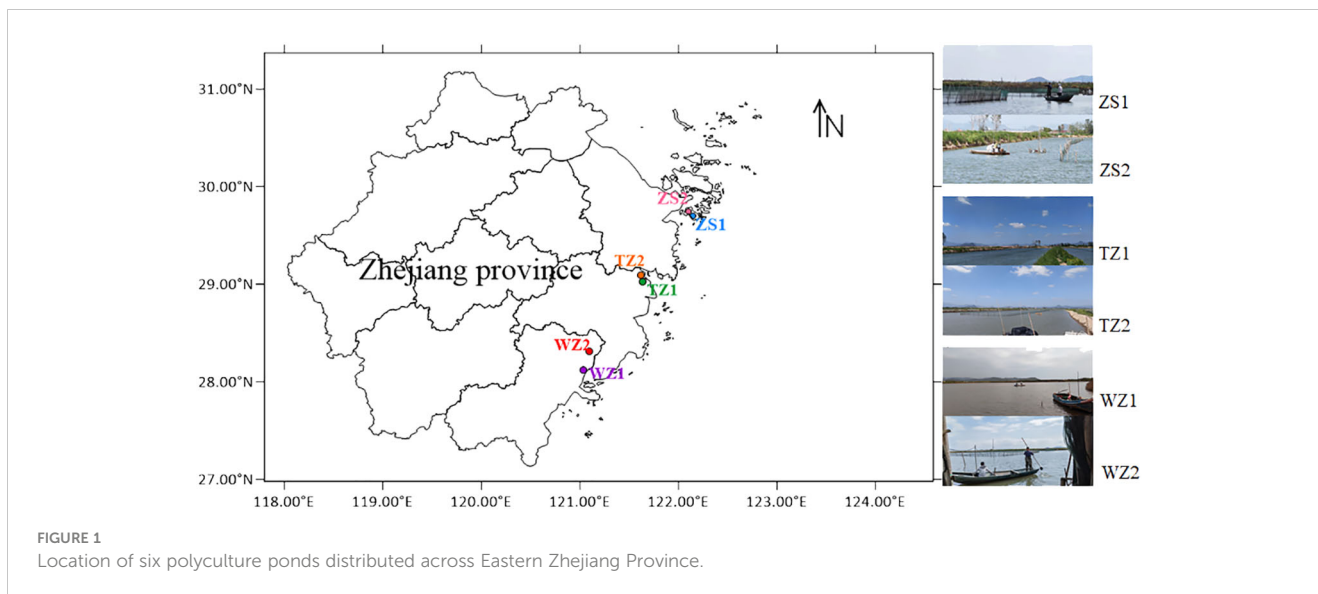 31.00°N
30.00°N
29.00°N
28.00°N
27.00°N
118.00°E 119.00°E 120.00°E 121.00°E 122.00°E 123.00°E 124.00°E
N
ZS2
ZS1
Zhejiang province
TZ2
TZ1
WZ2
WZ1
ZS1
ZS2
TZ1
TZ2
WZ1
WZ2
FIGURE 1
Location of six polyculture ponds distributed across Eastern Zhejiang Province.